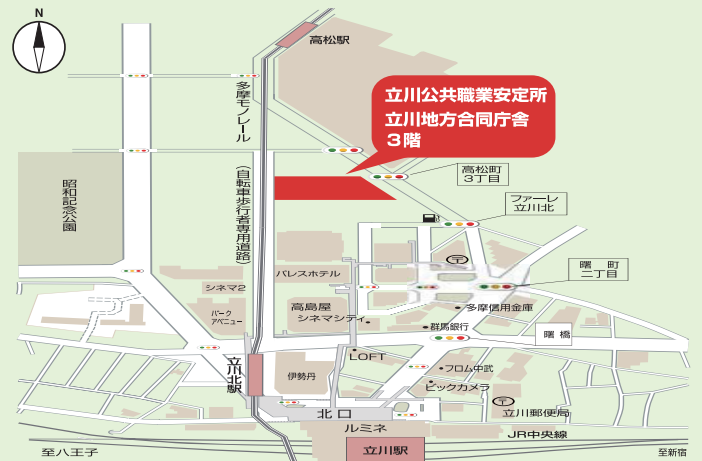 N
高松駅
多摩モノレール
立川公共職業安定所
立川地方合同庁舎
3階
高松町
3丁目
ファーレ
立川北
昭和記念公園
（自転車歩行者専用道路）
曙町
二丁目
パレスホテル
シネマ2
高島屋
シネマシティ
パーク
アベニュー
多摩信用金庫
群馬銀行
曙橋
LOFT
立川北駅
伊勢丹
フロム中武
ビックカメラ
北口
立川郵便局
ルミネ
JR中央線
至八王子
立川駅
至新宿